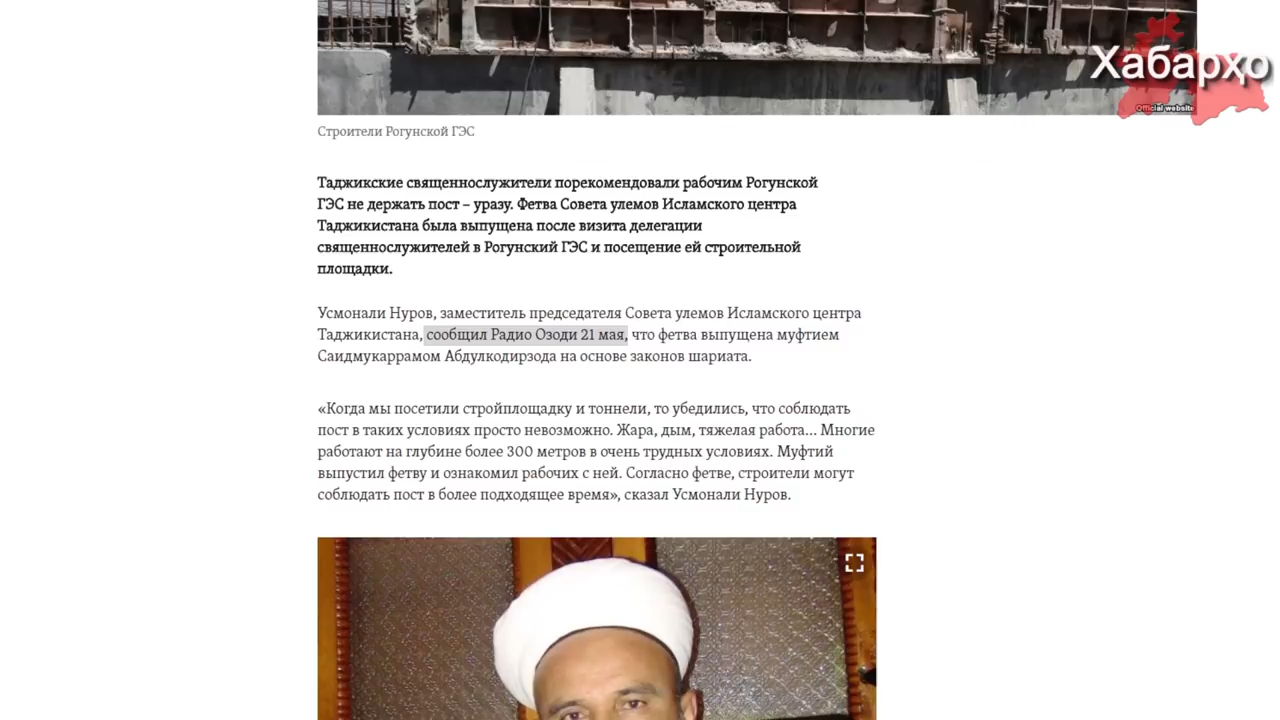 Хабарҳо
Official website
Строители Рогунской ГЭС
Таджикские священнослужители порекомендовали рабочим Рогунской
ГЭС не держать пост – уразу. Фетва Совета улемов Исламского центра
Таджикистана была выпущена после визита делегации
священнослужителей в Рогунский ГЭС и посещение ей строительной
площадки.
Усмонали Нуров, заместитель председателя Совета улемов Исламского центра
Таджикистана, сообщил Радио Озоди 21 мая, что фетва выпущена муфтием
Саидмукаррамом Абдулкодирзода на основе законов шариата.
«Когда мы посетили стройплощадку и тоннели, то убедились, что соблюдать
пост в таких условиях просто невозможно. Жара, дым, тяжелая работа... Многие
работают на глубине более 300 метров в очень трудных условиях. Муфтий
выпустил фетву и ознакомил рабочих с ней. Согласно фетве, строители могут
соблюдать пост в более подходящее время», сказал Усмонали Нуров.